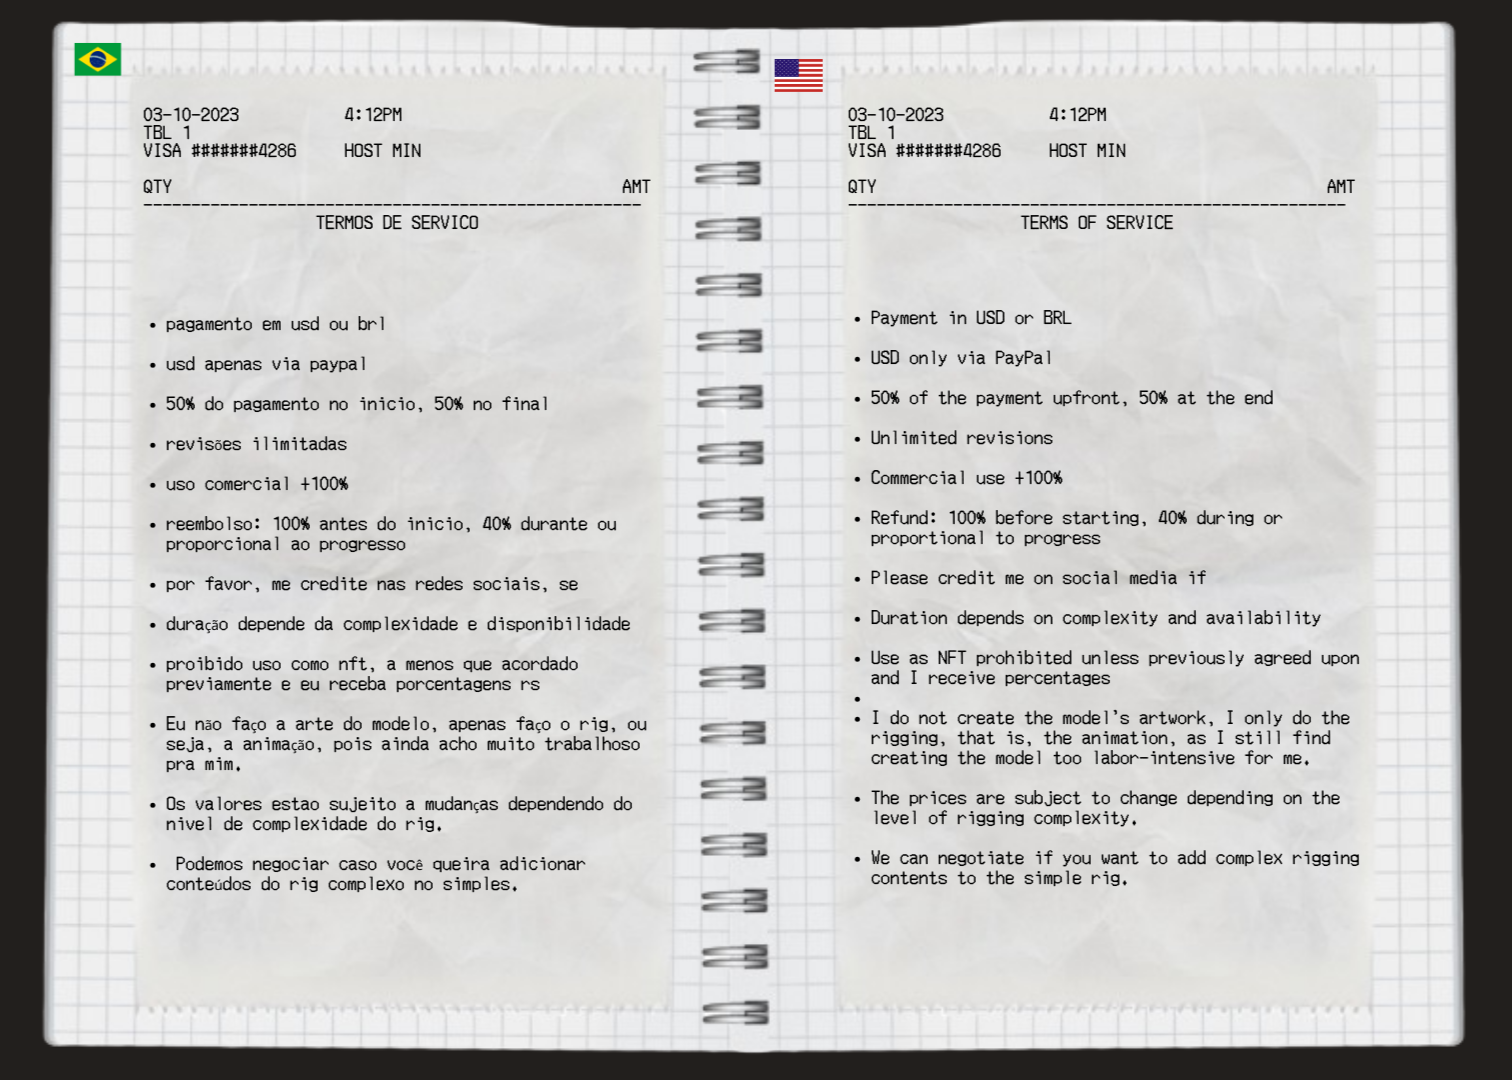 03-10-2023 4:12PM
TBL 1
VISA #######4286 HOST MIN
QTY AMT
----------------------------------------------------
TERMOS DE SERVICO
• pagamento em usd ou brl
• usd apenas via paypal
• 50% do pagamento no inicio, 50% no final
• revisões ilimitadas
• uso comercial +100%
• reembolso: 100% antes do inicio, 40% durante ou
proporcional ao progresso
• por favor, me credite nas redes sociais, se
• duração depende da complexidade e disponibilidade
• proibido uso como nft, a menos que acordado
previamente e eu receba porcentagens rs
• Eu não faço a arte do modelo, apenas faço o rig, ou
seja, a animação, pois ainda acho muito trabalhoso
pra mim.
• Os valores estao sujeito a mudanças dependendo do
nivel de complexidade do rig.
• Podemos negociar caso você queira adicionar
conteúdos do rig complexo no simples.
03-10-2023 4:12PM
TBL 1
VISA #######4286 HOST MIN
QTY AMT
----------------------------------------------------
TERMS OF SERVICE
• Payment in USD or BRL
• USD only via PayPal
• 50% of the payment upfront, 50% at the end
• Unlimited revisions
• Commercial use +100%
• Refund: 100% before starting, 40% during or
proportional to progress
• Please credit me on social media if
• Duration depends on complexity and availability
• Use as NFT prohibited unless previously agreed upon
and I receive percentages
•
• I do not create the model's artwork, I only do the
rigging, that is, the animation, as I still find
creating the model too labor-intensive for me.
• The prices are subject to change depending on the
level of rigging complexity.
• We can negotiate if you want to add complex rigging
contents to the simple rig.